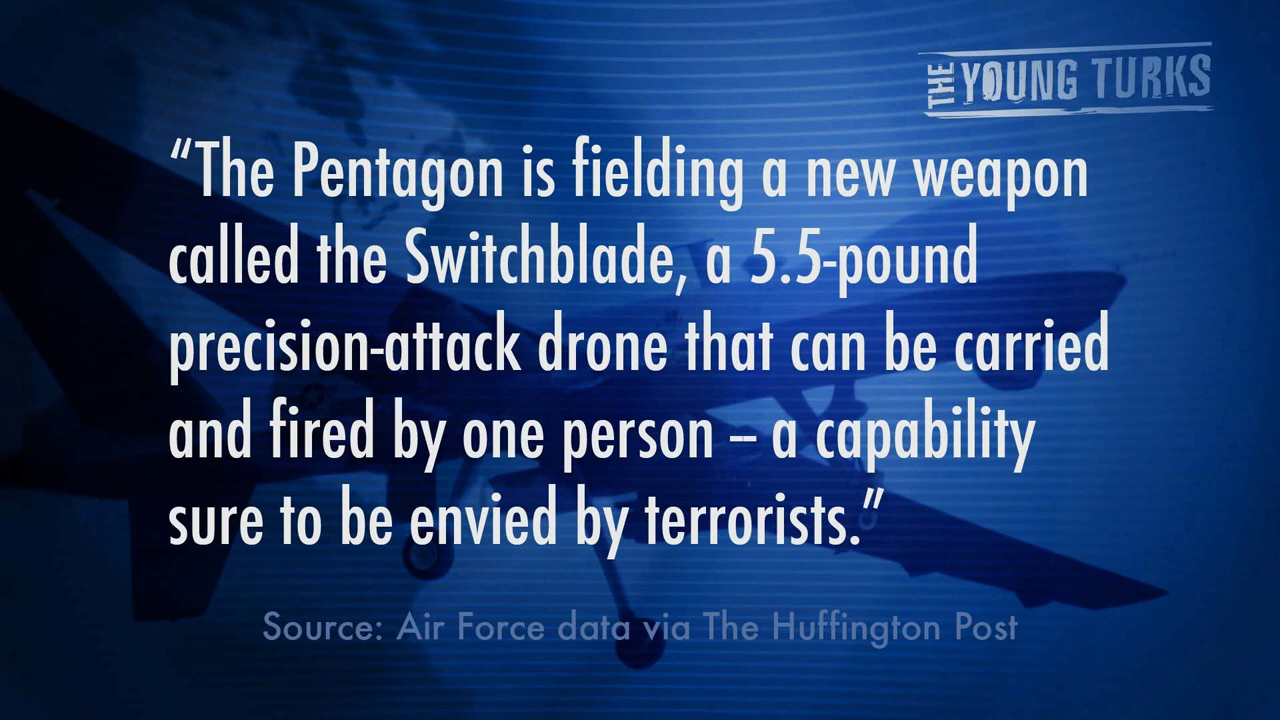 THE YOUNG TURKS
“The Pentagon is fielding a new weapon
called the Switchblade, a 5.5-pound
precision-attack drone that can be carried
and fired by one person -- a capability
sure to be envied by terrorists.”
Source: Air Force data via The Huffington Post